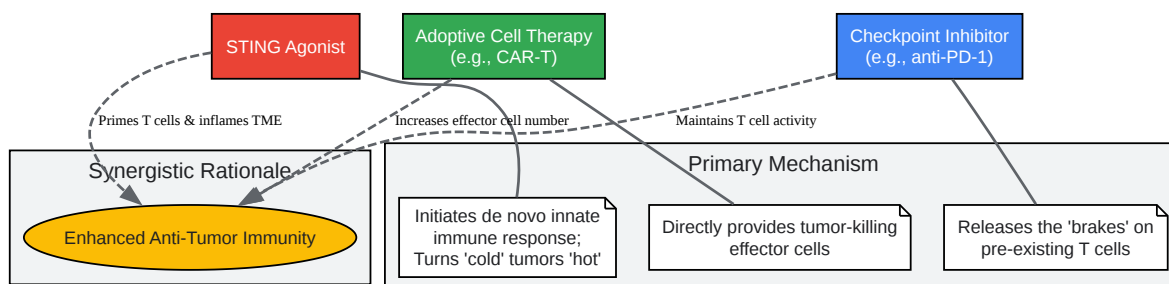 STING Agonist
Adoptive Cell Therapy
(e.g., CAR-T)
Checkpoint Inhibitor
(e.g., anti-PD-1)
Primes T cells & inflames TME
Increases effector cell number
Maintains T cell activity
Synergistic Rationale
Enhanced Anti-Tumor Immunity
Primary Mechanism
Initiates de novo innate
immune response;
Turns 'cold' tumors 'hot'
Directly provides tumor-killing
effector cells
Releases the 'brakes' on
pre-existing T cells